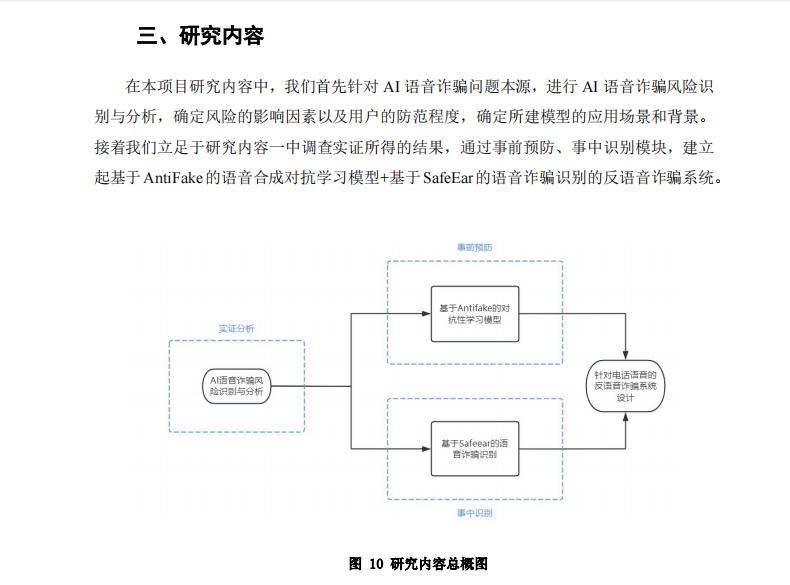 三、研究内容
在本项目研究内容中，我们首先针对 AI 语音诈骗问题本源，进行 AI 语音诈骗风险识
别与分析，确定风险的影响因素以及用户的防范程度，确定所建模型的应用场景和背景。
接着我们立足于研究内容一中调查实证所得的结果，通过事前预防、事中识别模块，建立
起基于 AntiFake 的语音合成对抗学习模型+基于 SafeEar 的语音诈骗识别的反语音诈骗系统。
事前预防
基于Antifake的对
抗性学习模型
实证分析
AI语音诈骗风
险识别与分析
针对电话语音的
反语音诈骗系统
设计
基于Safeear的语
音诈骗识别
事中识别
图 10 研究内容总概图